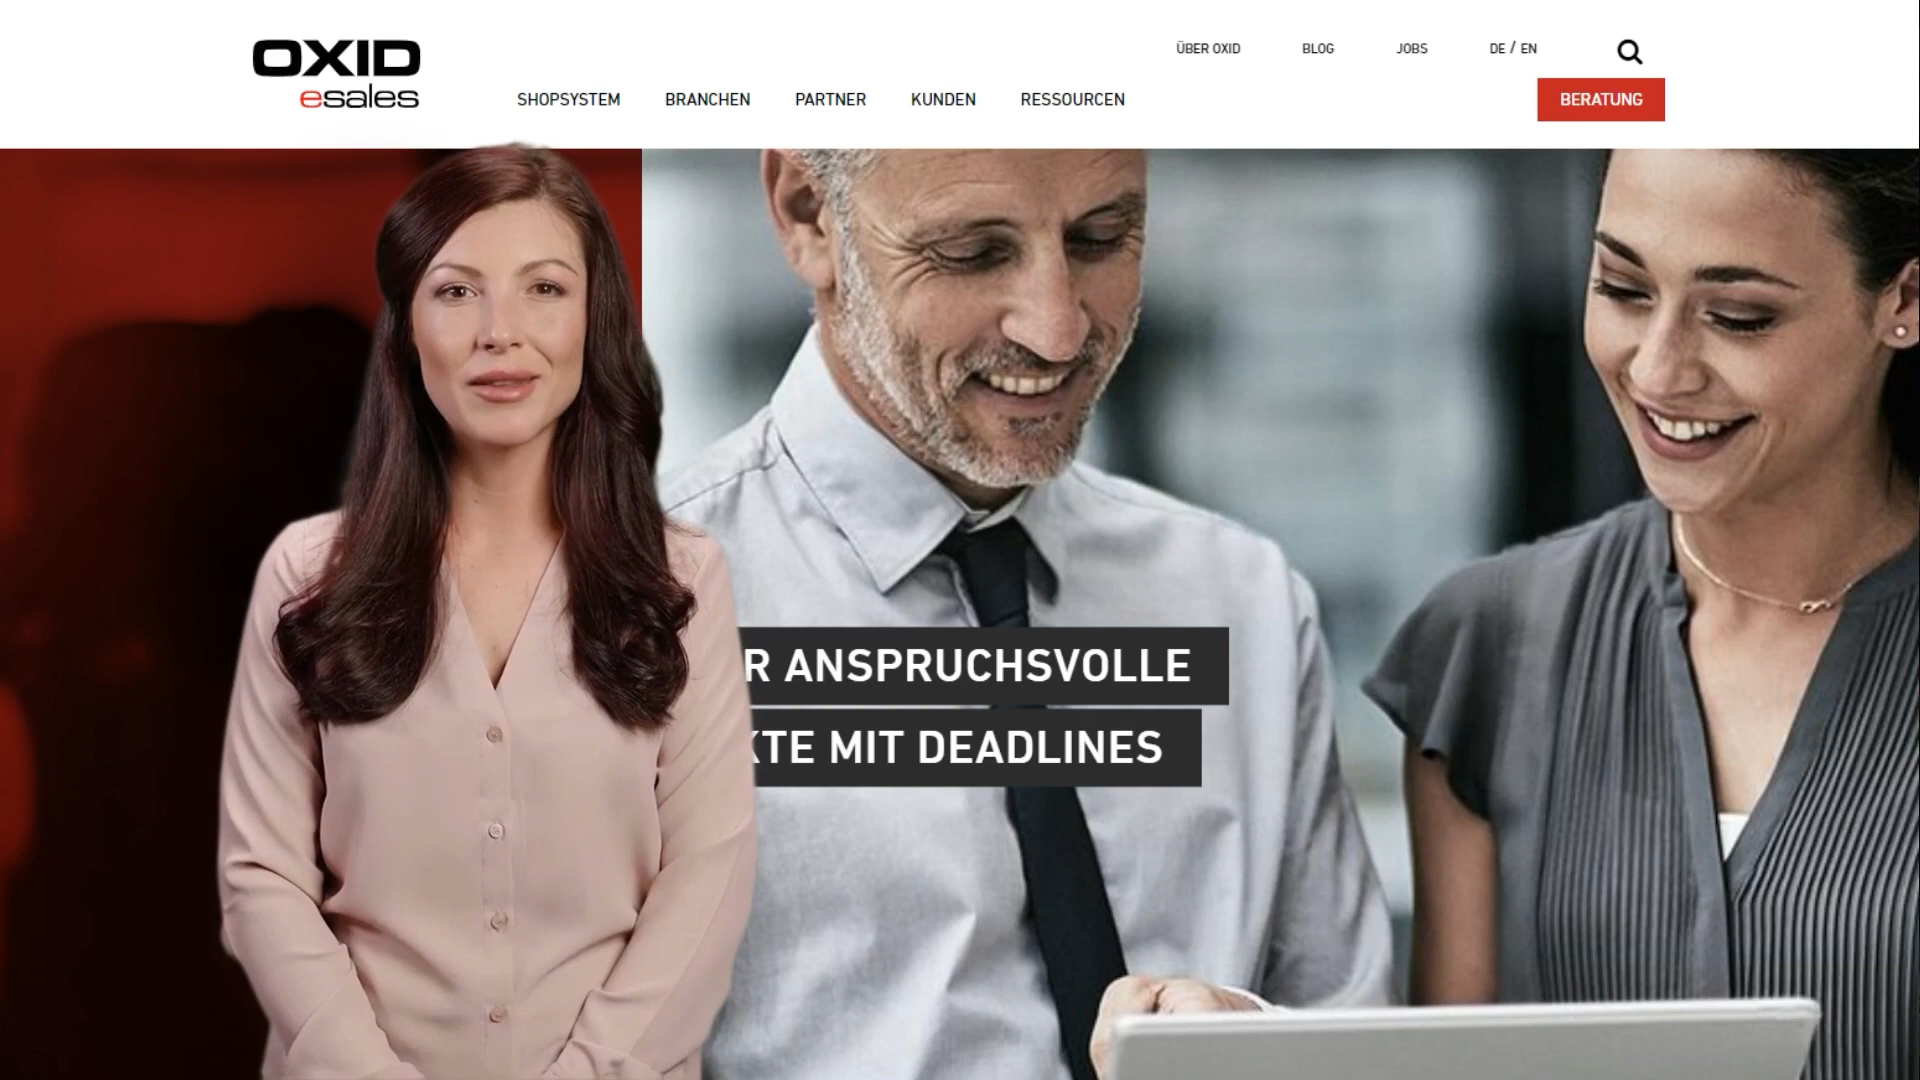 OXID
esales
ÜBER OXID
BLOG
JOBS
DE / EN
SHOPSYSTEM
BRANCHEN
PARTNER
KUNDEN
RESSOURCEN
BERATUNG
R ANSPRUCHSVOLLE
KTE MIT DEADLINES